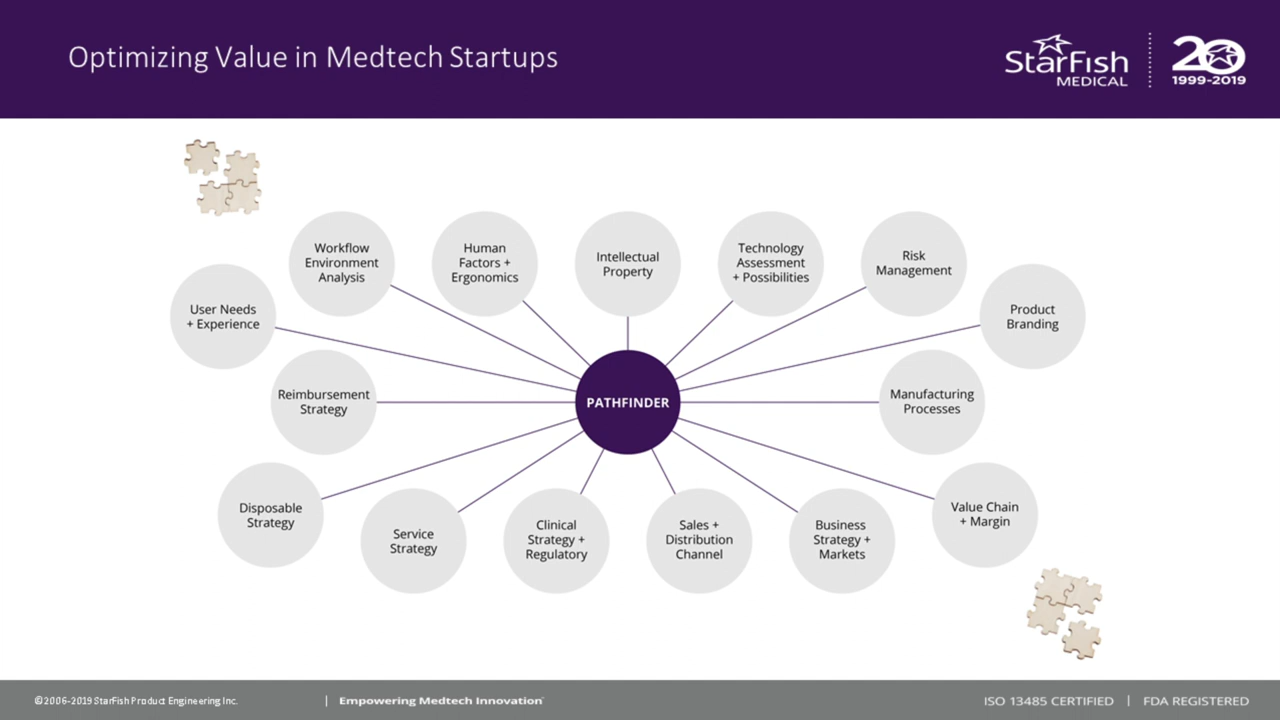 Optimizing Value in Medtech Startups
StarFish
MEDICAL
20
1999-2019
Workflow
Environment
Analysis
Human
Factors +
Ergonomics
Intellectual
Property
Technology
Assessment
+ Possibilities
Risk
Management
User Needs
+ Experience
Product
Branding
Reimbursement
Strategy
PATHFINDER
Manufacturing
Processes
Disposable
Strategy
Service
Strategy
Clinical
Strategy +
Regulatory
Sales +
Distribution
Channel
Business
Strategy +
Markets
Value Chain
+ Margin
©2006-2019 StarFish Product Engineering Inc. | Empowering Medtech Innovation ISO 13485 CERTIFIED | FDA REGISTERED